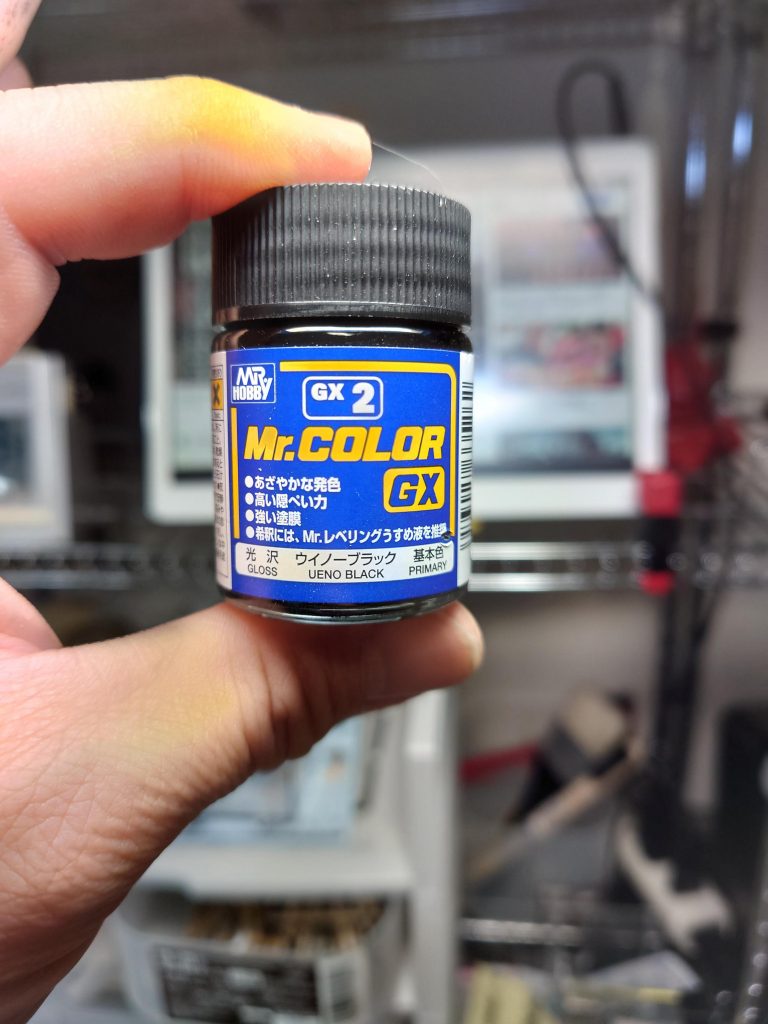 MR.HOBBY
GX 2
Mr.COLOR
GX
●あざやかな発色
●高い隠ぺい力
●強い塗膜
●希釈には、Mr.レベリングうすめ液を推奨
光沢 ウイノーブラック 基本色
GLOSS UENO BLACK PRIMARY